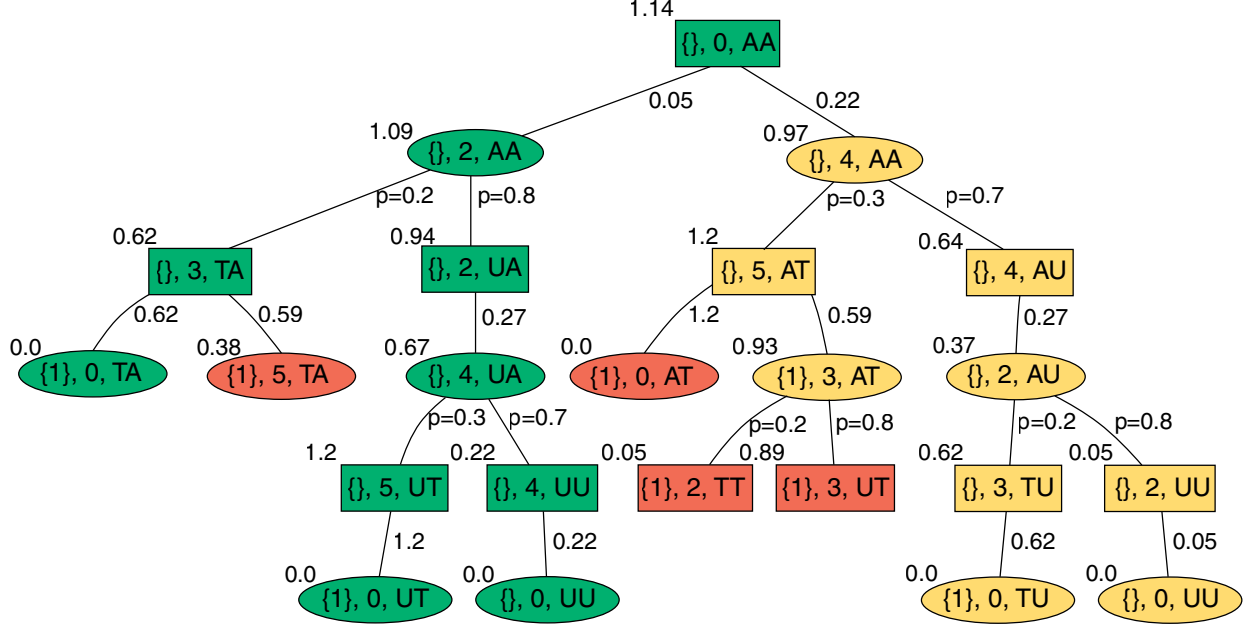 1.14
{}, 0, AA
0.05
0.22
1.09
{}, 2, AA
0.97
{}, 4, AA
p=0.2
p=0.8
p=0.3
p=0.7
0.62
{}, 3, TA
0.94
{}, 2, UA
1.2
{}, 5, AT
0.64
{}, 4, AU
0.62
0.59
0.27
1.2
0.59
0.27
0.0
{1}, 0, TA
0.38
{1}, 5, TA
0.67
{}, 4, UA
0.0
{1}, 0, AT
0.93
{1}, 3, AT
0.37
{}, 2, AU
p=0.3
p=0.7
p=0.2
p=0.8
p=0.2
p=0.8
1.2
{}, 5, UT
0.22
{}, 4, UU
0.05
{1}, 2, TT
0.89
{1}, 3, UT
0.62
{}, 3, TU
0.05
{}, 2, UU
1.2
0.22
0.62
0.05
0.0
{1}, 0, UT
0.0
{}, 0, UU
0.0
{1}, 0, TU
0.0
{}, 0, UU